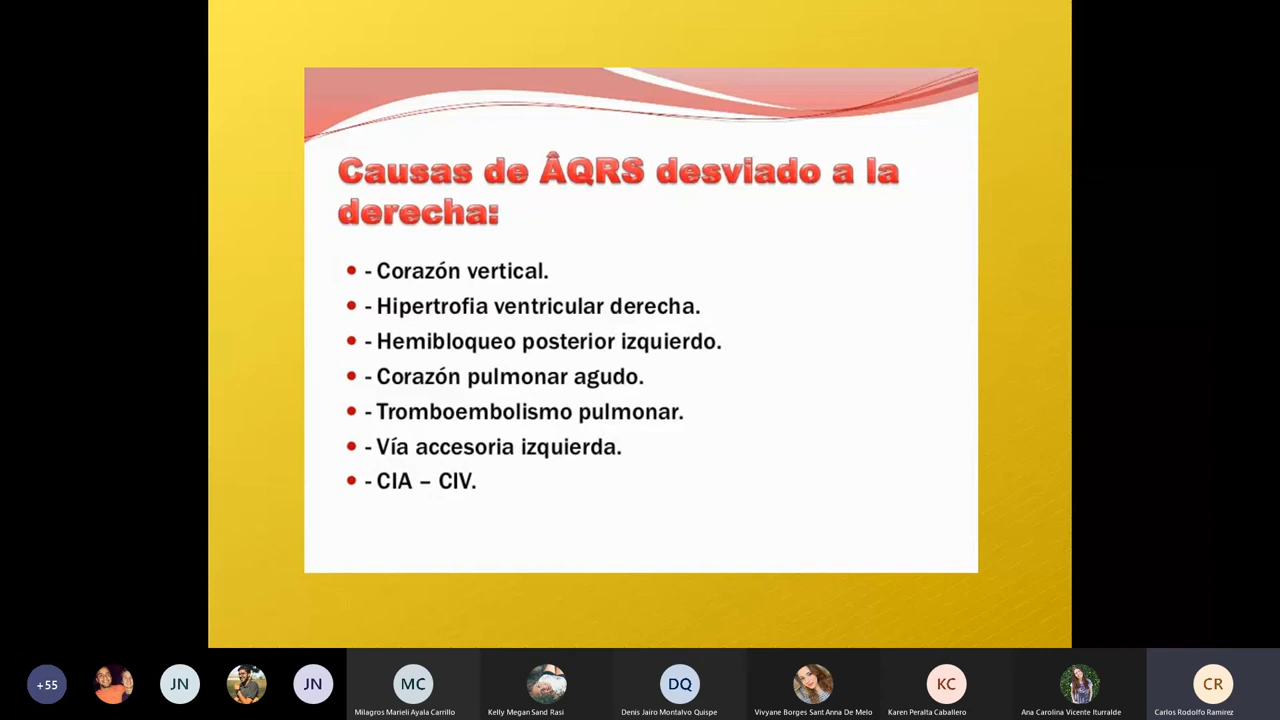 Causas de ÂQRS desviado a la
derecha:
- Corazón vertical.
- Hipertrofia ventricular derecha.
- Hemibloqueo posterior izquierdo.
- Corazón pulmonar agudo.
- Tromboembolismo pulmonar.
- Vía accesoria izquierda.
- CIA – CIV.
+55
JN
JN
MC
DQ
KC
CR
Milagros Marieli Ayala Carrillo
Kelly Megan Sand Rasi
Denis Jairo Montalvo Quispe
Vivyane Borges Sant Anna De Melo
Karen Peralta Caballero
Ana Carolina Vicente Iturralde
Carlos Rodolfo Ramirez